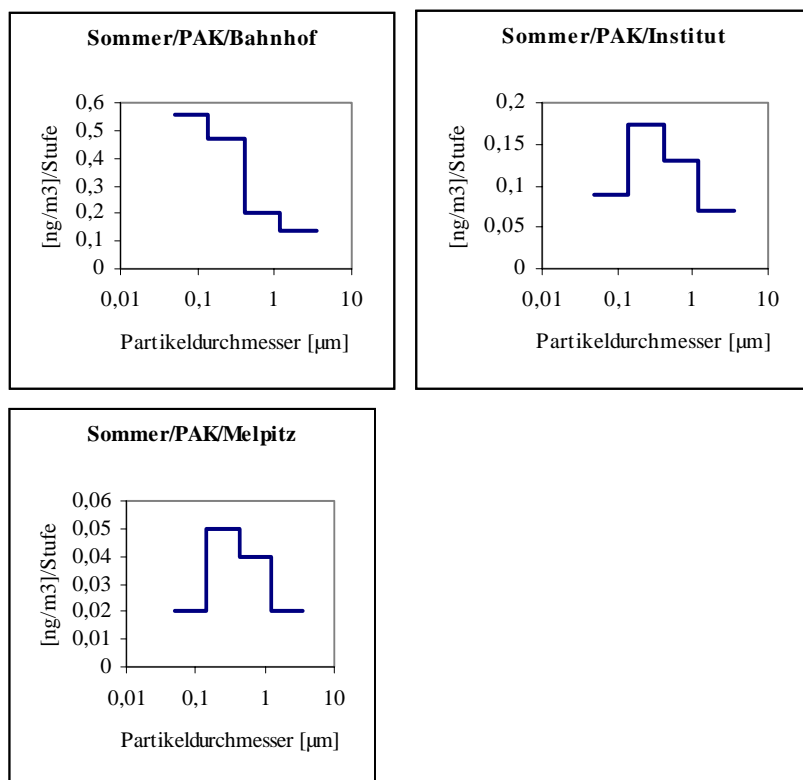 Sommer/PAK/Bahnhof
[ng/m3]/Stufe
0,6
0,5
0,4
0,3
0,2
0,1
0
0,01 0,1 1 10
Partikeldurchmesser [µm]
Sommer/PAK/Institut
[ng/m3]/Stufe
0,2
0,15
0,1
0,05
0
0,01 0,1 1 10
Partikeldurchmesser [µm]
Sommer/PAK/Melpitz
[ng/m3]/Stufe
0,06
0,05
0,04
0,03
0,02
0,01
0
0,01 0,1 1 10
Partikeldurchmesser [µm]